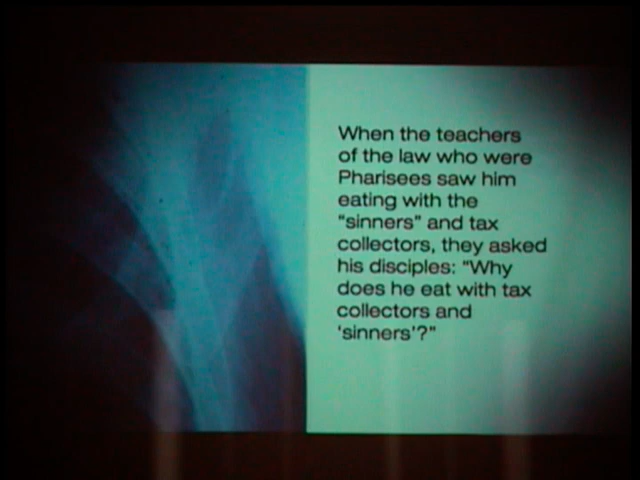 When the teachers
of the law who were
Pharisees saw him
eating with the
“sinners” and tax
collectors, they asked
his disciples: “Why
does he eat with tax
collectors and
‘sinners’?”